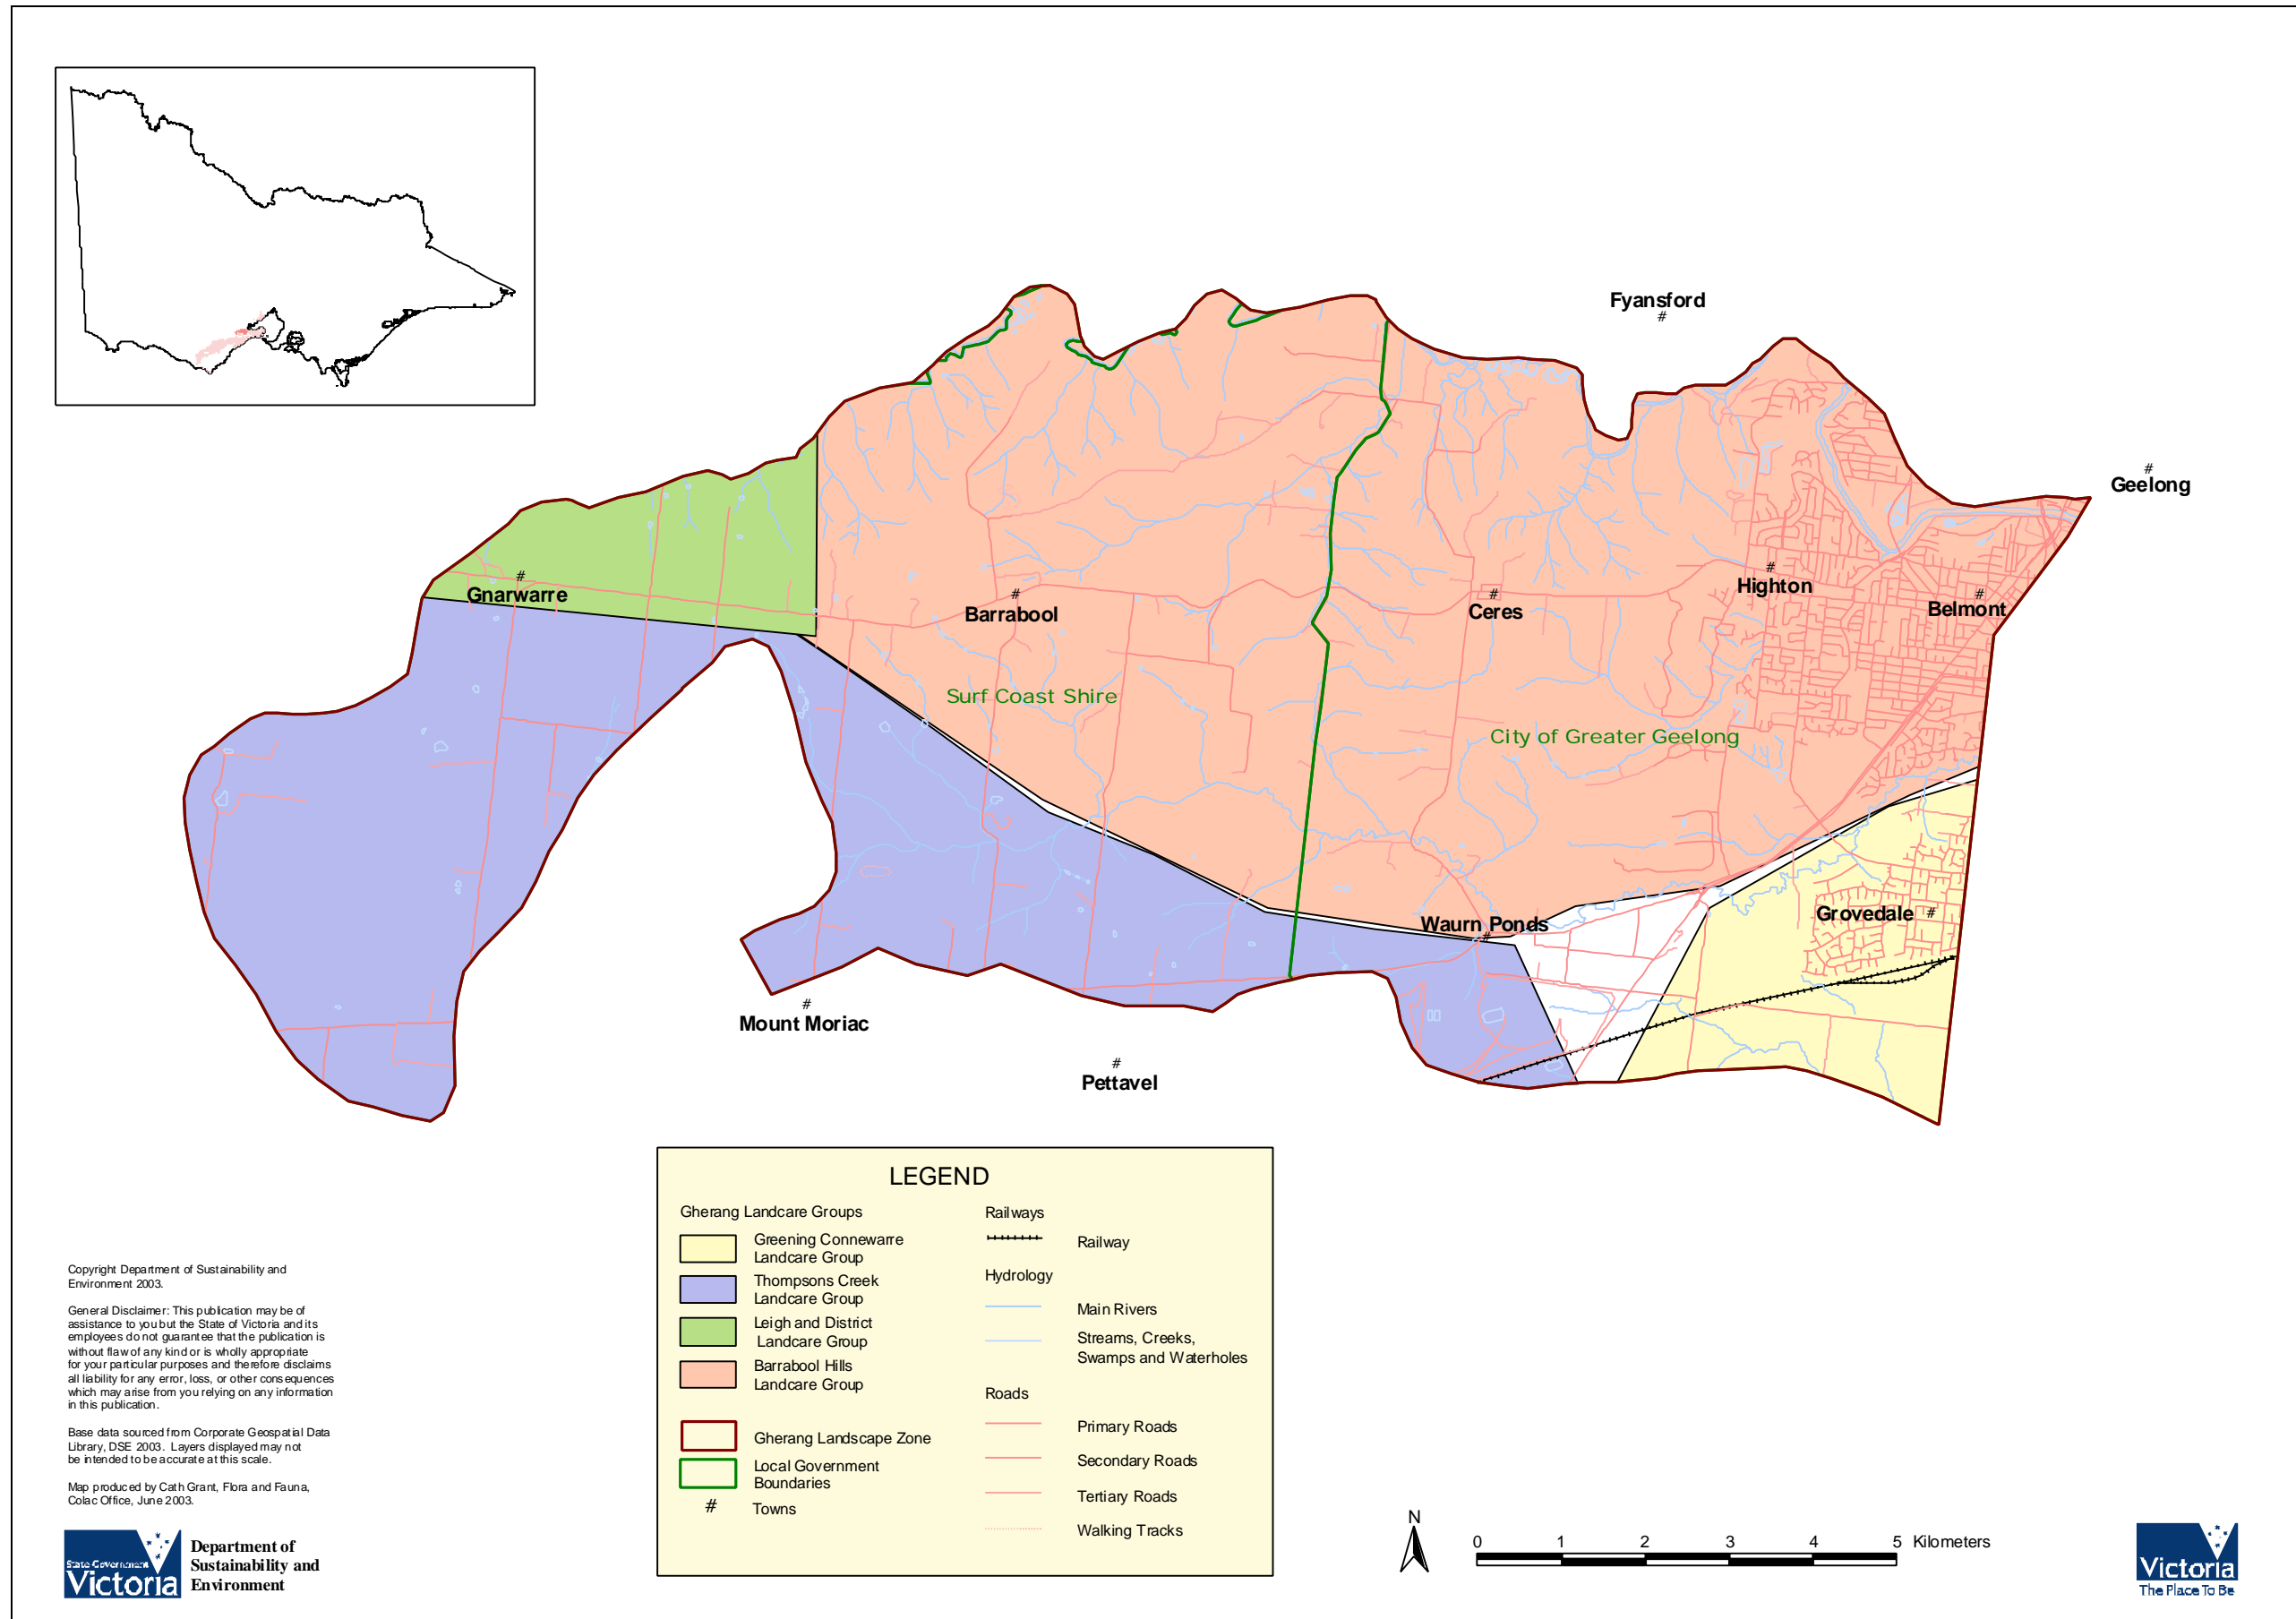 Fyansford
#
#
Geelong
#
Gnarwarre
#
Barrabool
#
Ceres
#
Highton
#
Belmont
Surf Coast Shire
City of Greater Geelong
Waurn Ponds
#
Grovedale #
#
Mount Moriac
#
Pettavel
LEGEND
Gherang Landcare Groups
Greening Connewarre
Landcare Group
Thompsons Creek
Landcare Group
Leigh and District
Landcare Group
Barrabool Hills
Landcare Group
Gherang Landscape Zone
Local Government
Boundaries
# Towns
Railways
Railway
Hydrology
Main Rivers
Streams, Creeks,
Swamps and Waterholes
Roads
Primary Roads
Secondary Roads
Tertiary Roads
Walking Tracks
Copyright Department of Sustainability and
Environment 2003.
General Disclaimer: This publication may be of
assistance to you but the State of Victoria and its
employees do not guarantee that the publication is
without flaw of any kind or is wholly appropriate
for your particular purposes and therefore disclaims
all liability for any error, loss, or other consequences
which may arise from you relying on any information
in this publication.
Base data sourced from Corporate Geospatial Data
Library, DSE 2003. Layers displayed may not
be intended to be accurate at this scale.
Map produced by Cath Grant, Flora and Fauna,
Colac Office, June 2003.
State Government
Victoria
Department of
Sustainability and
Environment
N
0 1 2 3 4 5 Kilometers
Victoria
The Place To Be